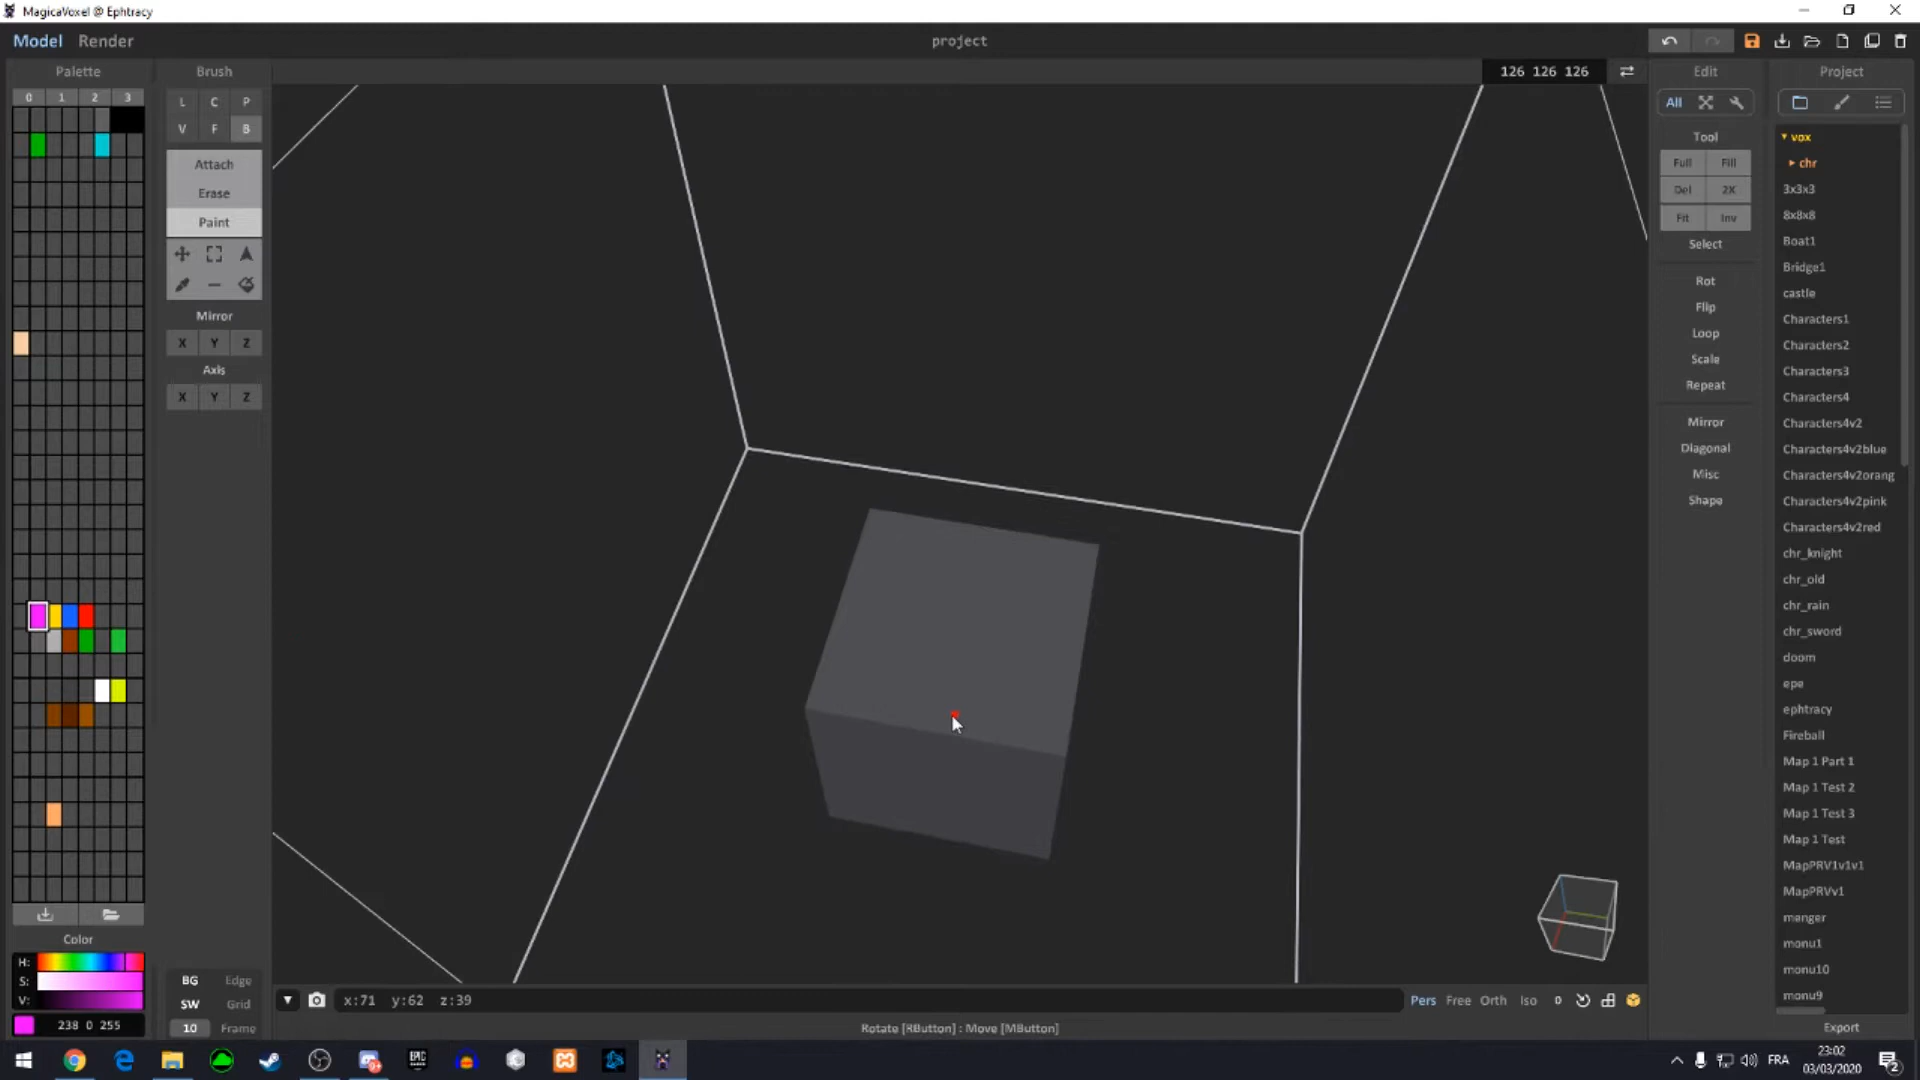 MagicaVoxel @ Ephtracy
Model Render
project
Palette
0 1 2 3
Brush
L C P
V F B
Attach
Erase
Paint
Mirror
X Y Z
Axis
X Y Z
126 126 126
Edit
All
Tool
Full Fill
Del 2X
Fit Inv
Select
Rot
Flip
Loop
Scale
Repeat
Mirror
Diagonal
Misc
Shape
Project
vox
chr
3x3x3
8x8x8
Boat1
Bridge1
castle
Characters1
Characters2
Characters3
Characters4
Characters4v2
Characters4v2blue
Characters4v2orang
Characters4v2pink
Characters4v2red
chr_knight
chr_old
chr_rain
chr_sword
doom
epe
ephtracy
Fireball
Map 1 Part 1
Map 1 Test 2
Map 1 Test 3
Map 1 Test
MapPRV1v1v1
MapPRVv1
menger
monu1
monu10
monu9
Export
Color
H:
S:
V:
238 0 255
BG Edge
SW Grid
10 Frame
x:71 y:62 z:39
Pers Free Orth Iso 0
Rotate [RButton] : Move [MButton]
EPIC
FRA
23:02
03/03/2020
2